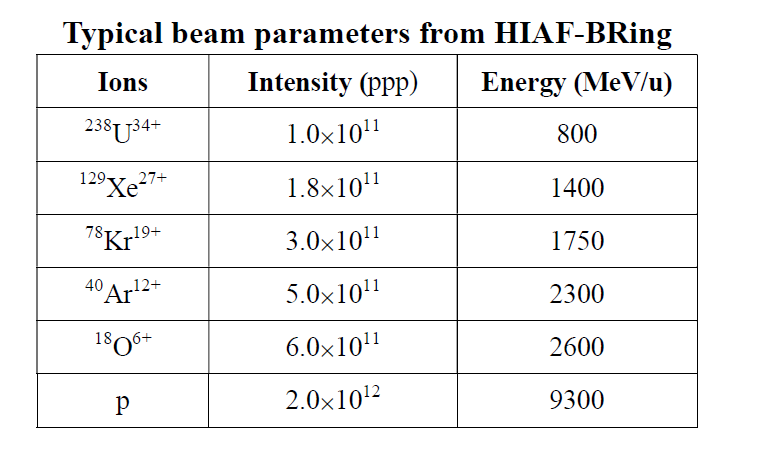 Typical beam parameters from HIAF-BRing
Ions Intensity (ppp) Energy (MeV/u)
²³⁸U³⁴⁺ 1.0×10¹¹ 800
¹²⁹Xe²⁷⁺ 1.8×10¹¹ 1400
⁷⁸Kr¹⁹⁺ 3.0×10¹¹ 1750
⁴⁰Ar¹²⁺ 5.0×10¹¹ 2300
¹⁸O⁶⁺ 6.0×10¹¹ 2600
p 2.0×10¹² 9300